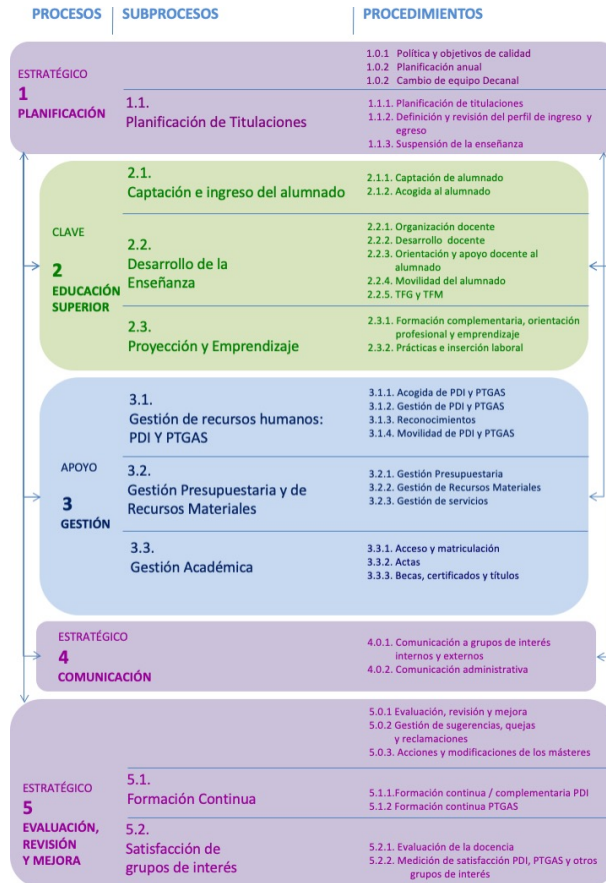 PROCESOS SUBPROCESOS PROCEDIMIENTOS
ESTRATÉGICO
1
PLANIFICACIÓN
1.0.1 Política y objetivos de calidad
1.0.2 Planificación anual
1.0.2 Cambio de equipo Decanal
1.1.
Planificación de Titulaciones
1.1.1. Planificación de titulaciones
1.1.2. Definición y revisión del perfil de ingreso y
egreso
1.1.3. Suspensión de la enseñanza
CLAVE
2
EDUCACIÓN
SUPERIOR
2.1.
Captación e ingreso del alumnado
2.1.1. Captación de alumnado
2.1.2. Acogida al alumnado
2.2.
Desarrollo de la
Enseñanza
2.2.1. Organización docente
2.2.2. Desarrollo docente
2.2.3. Orientación y apoyo docente al
alumnado
2.2.4. Movilidad del alumnado
2.2.5. TFG y TFM
2.3.
Proyección y Emprendizaje
2.3.1. Formación complementaria, orientación
profesional y emprendizaje
2.3.2. Prácticas e inserción laboral
APOYO
3
GESTIÓN
3.1.
Gestión de recursos humanos:
PDI Y PTGAS
3.1.1. Acogida de PDI y PTGAS
3.1.2. Gestión de PDI y PTGAS
3.1.3. Reconocimientos
3.1.4. Movilidad de PDI y PTGAS
3.2.
Gestión Presupuestaria y de
Recursos Materiales
3.2.1. Gestión Presupuestaria
3.2.2. Gestión de Recursos Materiales
3.2.3. Gestión de servicios
3.3.
Gestión Académica
3.3.1. Acceso y matriculación
3.3.2. Actas
3.3.3. Becas, certificados y títulos
ESTRATÉGICO
4
COMUNICACIÓN
4.0.1. Comunicación a grupos de interés
internos y externos
4.0.2. Comunicación administrativa
ESTRATÉGICO
5
EVALUACIÓN,
REVISIÓN
Y MEJORA
5.0.1 Evaluación, revisión y mejora
5.0.2 Gestión de sugerencias, quejas
y reclamaciones
5.0.3. Acciones y modificaciones de los másteres
5.1.
Formación Continua
5.1.1.Formación continua / complementaria PDI
5.1.2 Formación continua PTGAS
5.2.
Satisfacción de
grupos de interés
5.2.1. Evaluación de la docencia
5.2.2. Medición de satisfacción PDI, PTGAS y otros
grupos de interés